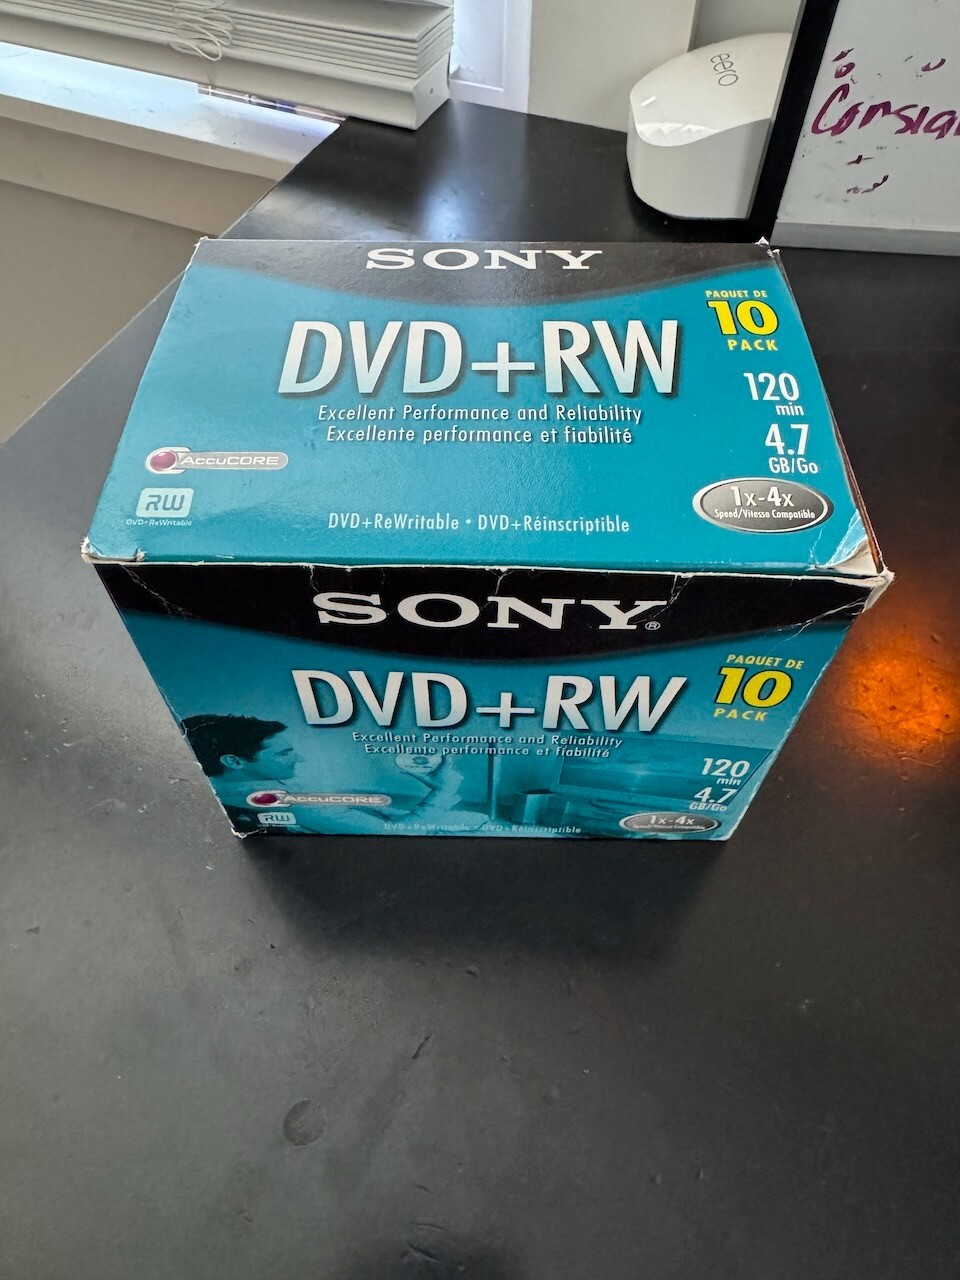 eero
SONY
DVD+RW
Excellent Performance and Reliability
Excellente performance et fiabilité
PAQUET DE
10
PACK
120
min
4.7
GB/Go
1x-4x
Speed/Vitesse Compatible
ACCUCORE
RW
DVD+ReWritable
DVD+ReWritable • DVD+Réinscriptible
SONY®
DVD+RW
Excellent Performance and Reliability
Excellente performance et fiabilité
PAQUET DE
10
PACK
120
min
4.7
GB/Go
1x-4x
Speed/Vitesse Compatible
ACCUCORE
RW
DVD+ReWritable • DVD+Réinscriptible